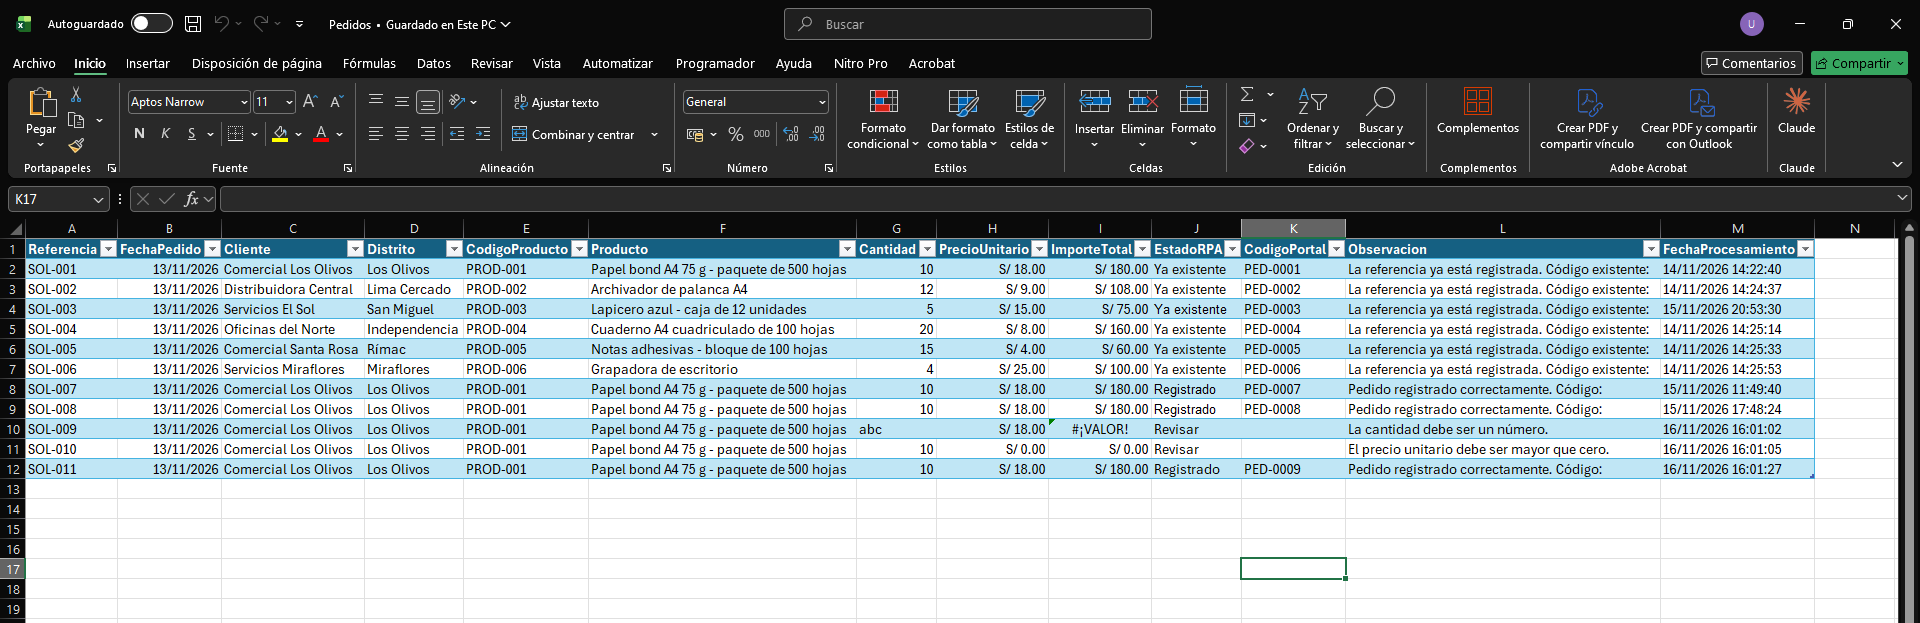 Autoguardado
Pedidos • Guardado en Este PC
Buscar
U
Archivo Inicio Insertar Disposición de página Fórmulas Datos Revisar Vista Automatizar Programador Ayuda Nitro Pro Acrobat
Comentarios Compartir
Pegar
Portapapeles
Aptos Narrow 11 A A
N K S A
Fuente
ab Ajustar texto
Combinar y centrar
Alineación
General
% 000
Número
Formato condicional
Dar formato como tabla
Estilos de celda
Estilos
Insertar Eliminar Formato
Celdas
Ordenar y filtrar
Buscar y seleccionar
Edición
Complementos
Complementos
Crear PDF y compartir vínculo
Crear PDF y compartir con Outlook
Adobe Acrobat
Claude
Claude
K17 fx
A B C D E F G H I J K L M N
1 Referencia FechaPedido Cliente Distrito CodigoProducto Producto Cantidad PrecioUnitario ImporteTotal EstadoRPA CodigoPortal Observacion FechaProcesamiento
2 SOL-001 13/11/2026 Comercial Los Olivos Los Olivos PROD-001 Papel bond A4 75 g - paquete de 500 hojas 10 S/ 18.00 S/ 180.00 Ya existente PED-0001 La referencia ya está registrada. Código existente: 14/11/2026 14:22:40
3 SOL-002 13/11/2026 Distribuidora Central Lima Cercado PROD-002 Archivador de palanca A4 12 S/ 9.00 S/ 108.00 Ya existente PED-0002 La referencia ya está registrada. Código existente: 14/11/2026 14:24:37
4 SOL-003 13/11/2026 Servicios El Sol San Miguel PROD-003 Lapicero azul - caja de 12 unidades 5 S/ 15.00 S/ 75.00 Ya existente PED-0003 La referencia ya está registrada. Código existente: 15/11/2026 20:53:30
5 SOL-004 13/11/2026 Oficinas del Norte Independencia PROD-004 Cuaderno A4 cuadriculado de 100 hojas 20 S/ 8.00 S/ 160.00 Ya existente PED-0004 La referencia ya está registrada. Código existente: 14/11/2026 14:25:14
6 SOL-005 13/11/2026 Comercial Santa Rosa Rímac PROD-005 Notas adhesivas - bloque de 100 hojas 15 S/ 4.00 S/ 60.00 Ya existente PED-0005 La referencia ya está registrada. Código existente: 14/11/2026 14:25:33
7 SOL-006 13/11/2026 Servicios Miraflores Miraflores PROD-006 Grapadora de escritorio 4 S/ 25.00 S/ 100.00 Ya existente PED-0006 La referencia ya está registrada. Código existente: 14/11/2026 14:25:53
8 SOL-007 13/11/2026 Comercial Los Olivos Los Olivos PROD-001 Papel bond A4 75 g - paquete de 500 hojas 10 S/ 18.00 S/ 180.00 Registrado PED-0007 Pedido registrado correctamente. Código: 15/11/2026 11:49:40
9 SOL-008 13/11/2026 Comercial Los Olivos Los Olivos PROD-001 Papel bond A4 75 g - paquete de 500 hojas 10 S/ 18.00 S/ 180.00 Registrado PED-0008 Pedido registrado correctamente. Código: 15/11/2026 17:48:24
10 SOL-009 13/11/2026 Comercial Los Olivos Los Olivos PROD-001 Papel bond A4 75 g - paquete de 500 hojas abc S/ 18.00 #¡VALOR! Revisar La cantidad debe ser un número. 16/11/2026 16:01:02
11 SOL-010 13/11/2026 Comercial Los Olivos Los Olivos PROD-001 Papel bond A4 75 g - paquete de 500 hojas 10 S/ 0.00 S/ 0.00 Revisar El precio unitario debe ser mayor que cero. 16/11/2026 16:01:05
12 SOL-011 13/11/2026 Comercial Los Olivos Los Olivos PROD-001 Papel bond A4 75 g - paquete de 500 hojas 10 S/ 18.00 S/ 180.00 Registrado PED-0009 Pedido registrado correctamente. Código: 16/11/2026 16:01:27
13
14
15
16
17
18
19